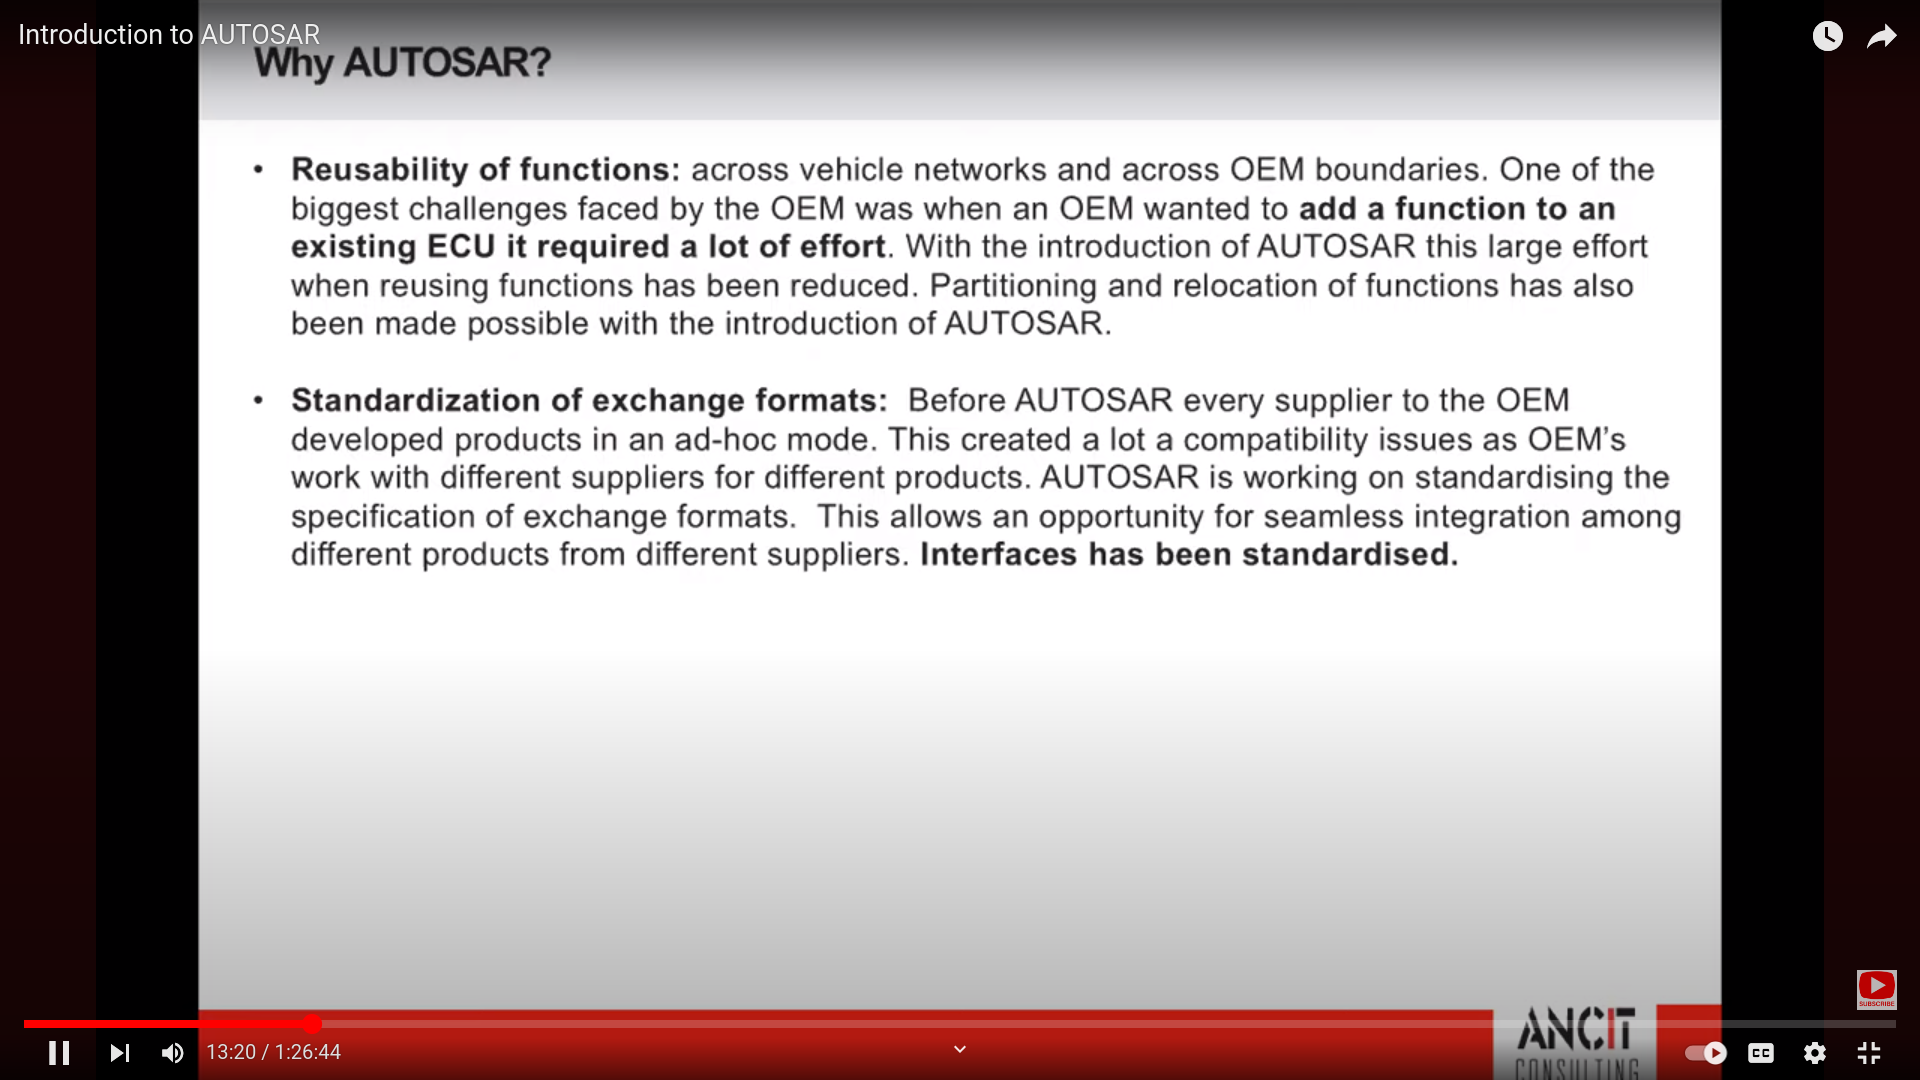 Introduction to AUTOSAR
Why AUTOSAR?
• Reusability of functions: across vehicle networks and across OEM boundaries. One of the
biggest challenges faced by the OEM was when an OEM wanted to add a function to an
existing ECU it required a lot of effort. With the introduction of AUTOSAR this large effort
when reusing functions has been reduced. Partitioning and relocation of functions has also
been made possible with the introduction of AUTOSAR.
• Standardization of exchange formats:  Before AUTOSAR every supplier to the OEM
developed products in an ad-hoc mode. This created a lot a compatibility issues as OEM’s
work with different suppliers for different products. AUTOSAR is working on standardising the
specification of exchange formats.  This allows an opportunity for seamless integration among
different products from different suppliers. Interfaces has been standardised.
SUBSCRIBE
ANCIT
CONSULTING
13:20 / 1:26:44
CC